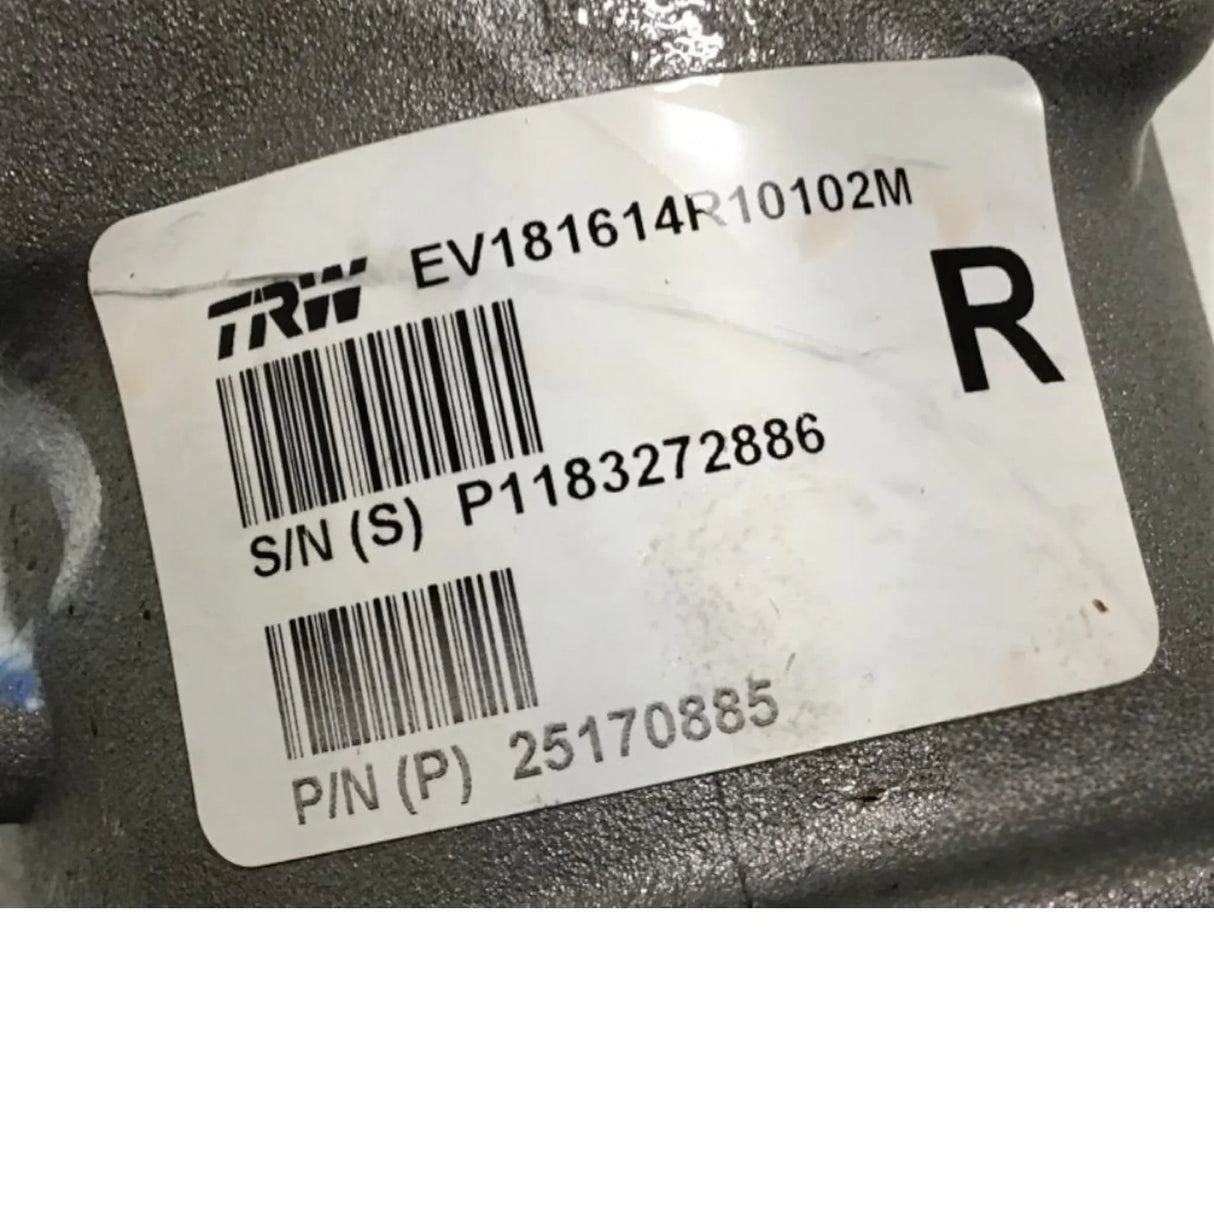 TRW EV181614R10102M
R
S/N (S) P1183272886
P/N (P) 25170885